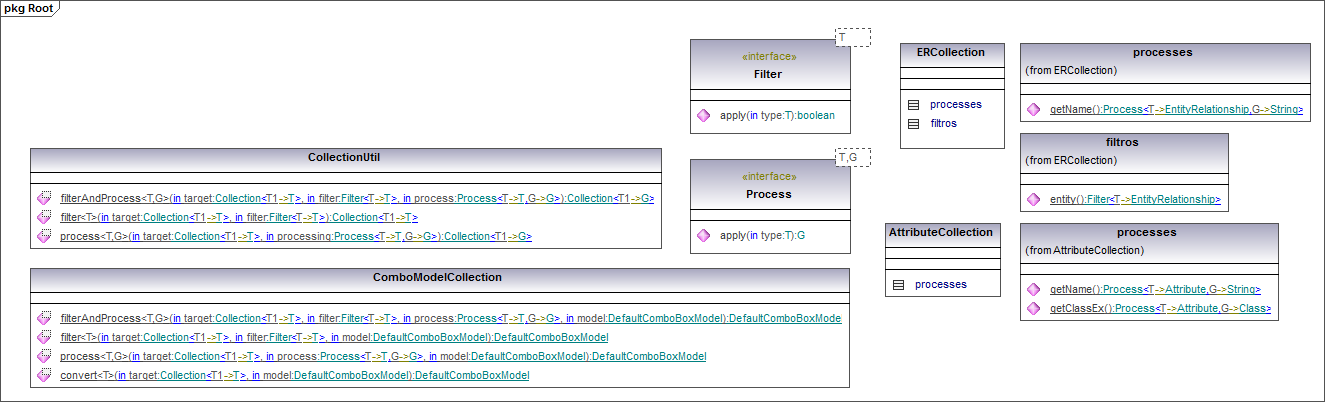 pkg Root
T
«interface»
Filter
apply(in type:T):boolean
ERCollection
processes
filtros
processes
(from ERCollection)
getName():Process<T->EntityRelationship,G->String>
filtros
(from ERCollection)
entity():Filter<T->EntityRelationship>
CollectionUtil
filterAndProcess<T,G>(in target:Collection<T1->T>, in filter:Filter<T->T>, in process:Process<T->T,G->G>):Collection<T1->G>
filter<T>(in target:Collection<T1->T>, in filter:Filter<T->T>):Collection<T1->T>
process<T,G>(in target:Collection<T1->T>, in processing:Process<T->T,G->G>):Collection<T1->G>
T,G
«interface»
Process
apply(in type:T):G
AttributeCollection
processes
processes
(from AttributeCollection)
getName():Process<T->Attribute,G->String>
getClassEx():Process<T->Attribute,G->Class>
ComboModelCollection
filterAndProcess<T,G>(in target:Collection<T1->T>, in filter:Filter<T->T>, in process:Process<T->T,G->G>, in model:DefaultComboBoxModel):DefaultComboBoxMode
filter<T>(in target:Collection<T1->T>, in filter:Filter<T->T>, in model:DefaultComboBoxModel):DefaultComboBoxModel
process<T,G>(in target:Collection<T1->T>, in process:Process<T->T,G->G>, in model:DefaultComboBoxModel):DefaultComboBoxModel
convert<T>(in target:Collection<T1->T>, in model:DefaultComboBoxModel):DefaultComboBoxModel